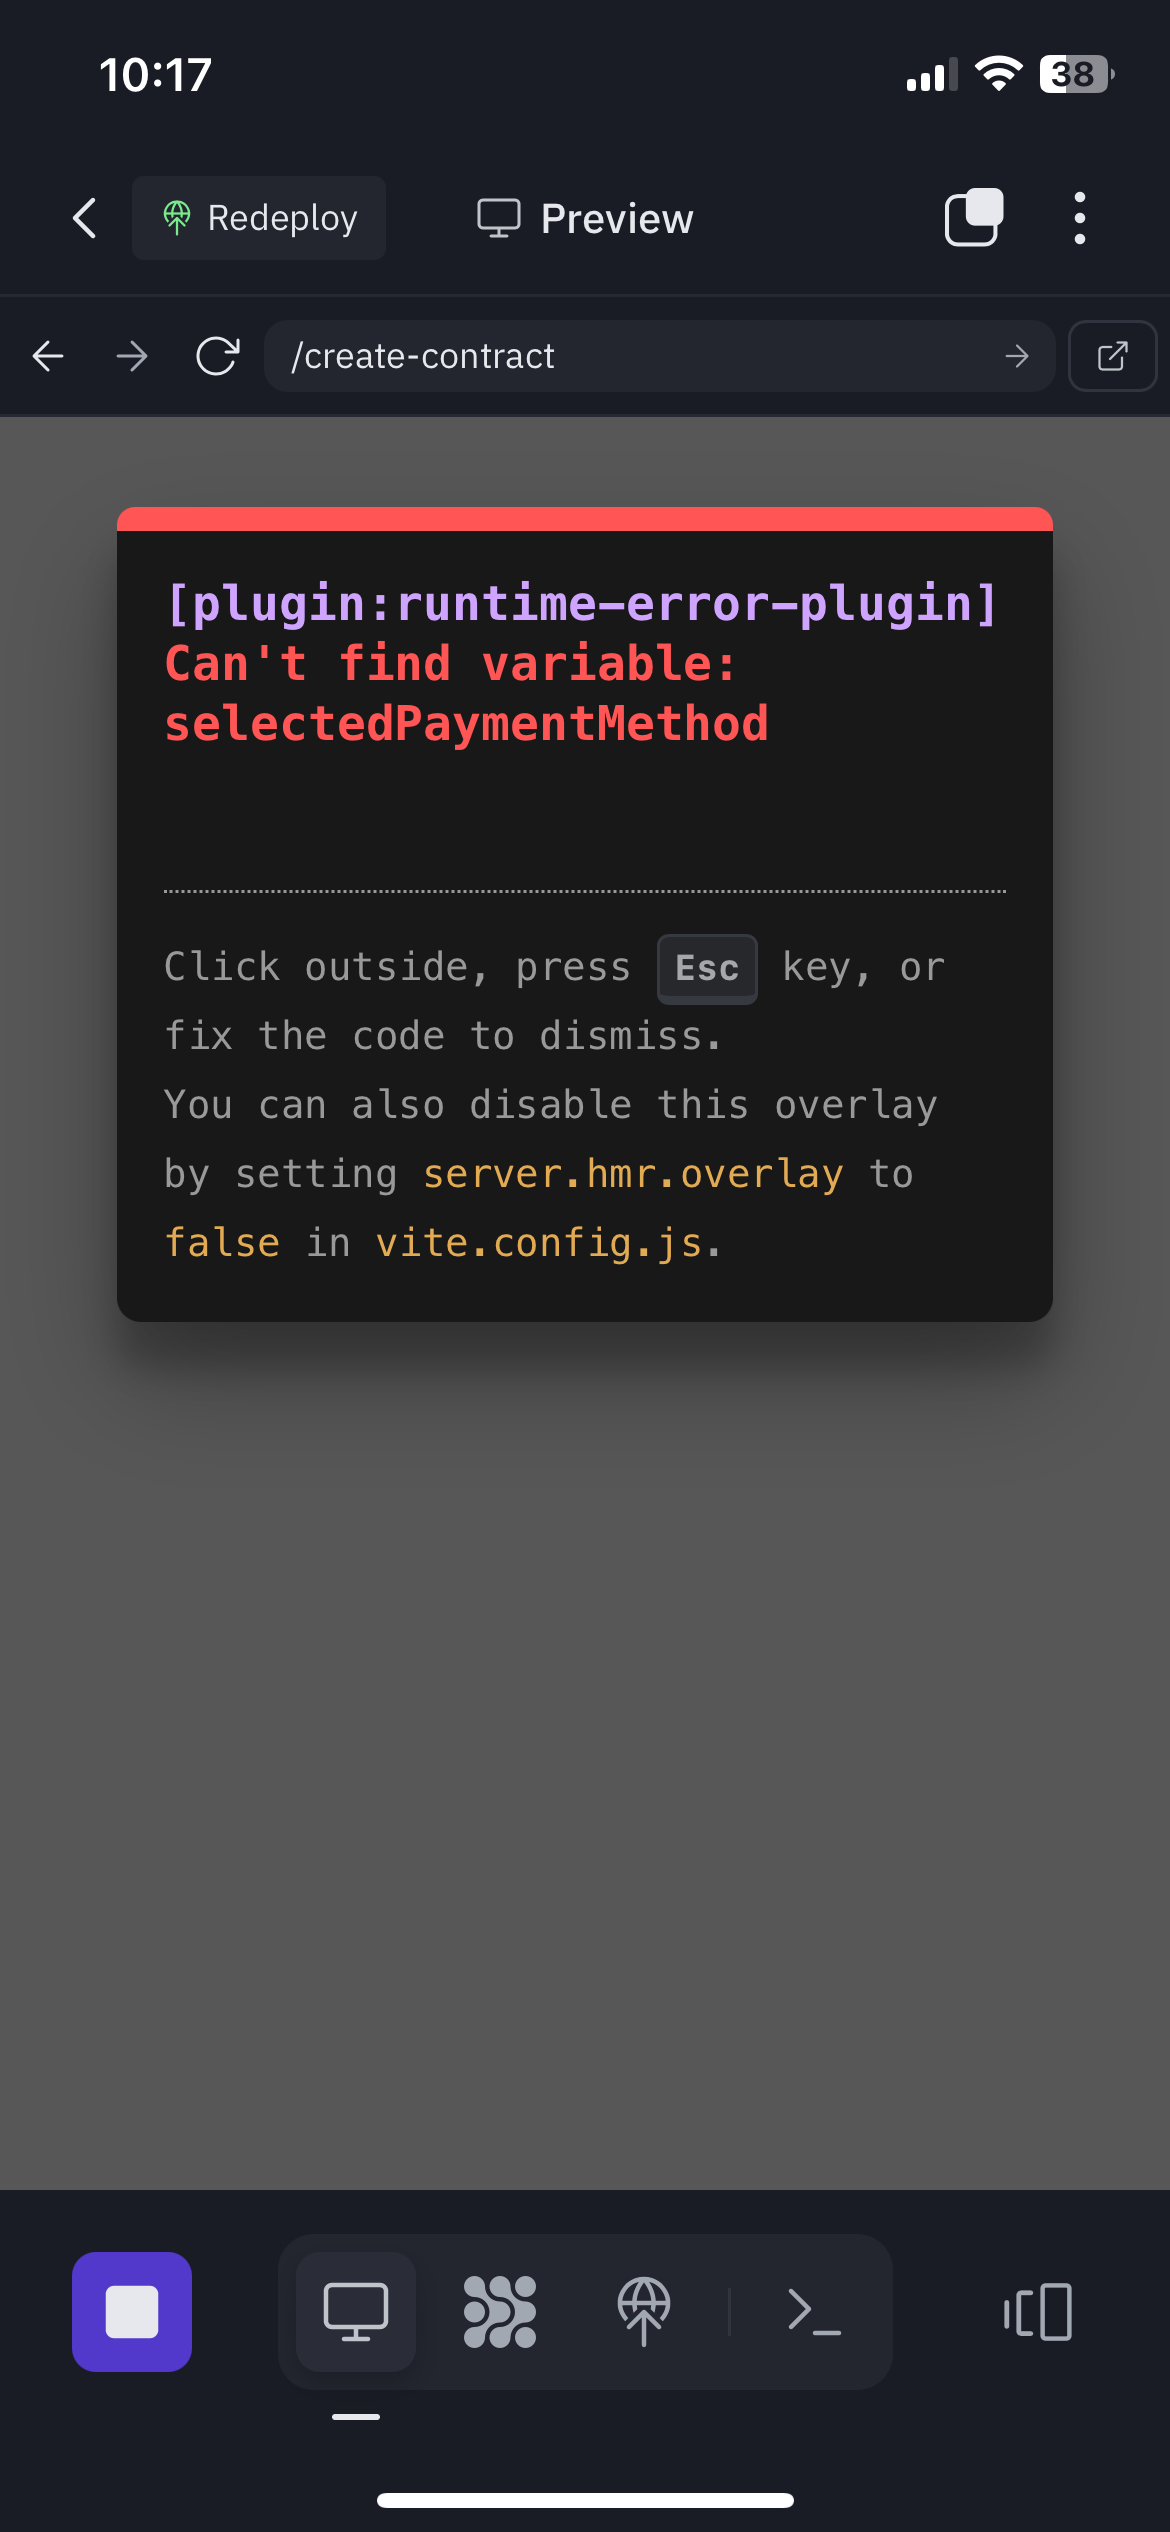 10:17
38
Redeploy
Preview
/create-contract
[plugin:runtime-error-plugin]
Can't find variable:
selectedPaymentMethod
Click outside, press Esc key, or
fix the code to dismiss.
You can also disable this overlay
by setting server.hmr.overlay to
false in vite.config.js.